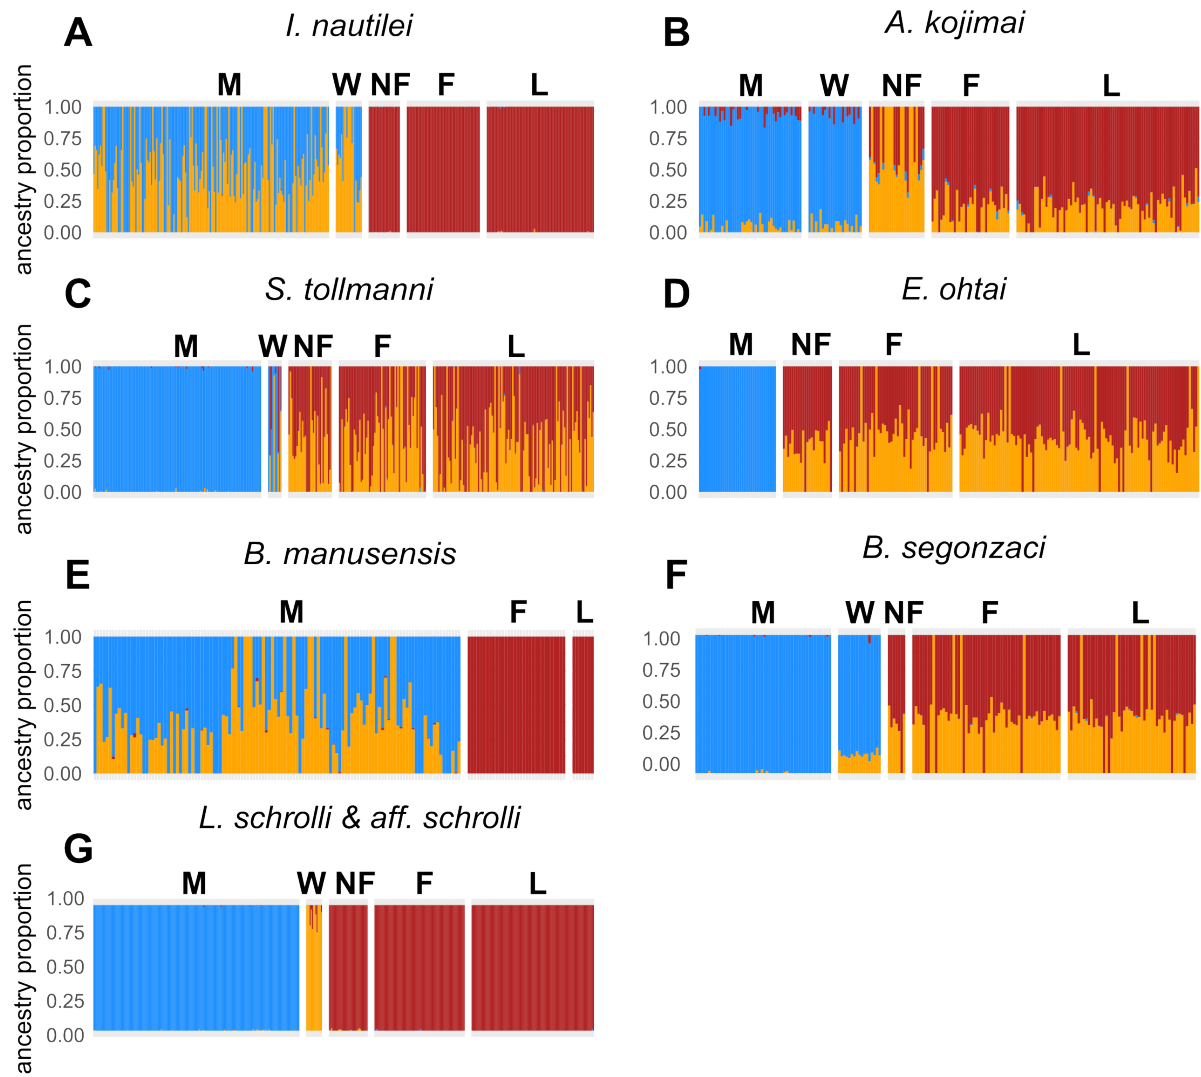 A
I. nautilei
M W NF F L
ancestry proportion
1.00
0.75
0.50
0.25
0.00
B
A. kojimai
M W NF F L
1.00
0.75
0.50
0.25
0.00
C
S. tollmanni
M W NF F L
ancestry proportion
1.00
0.75
0.50
0.25
0.00
D
E. ohtai
M NF F L
1.00
0.75
0.50
0.25
0.00
E
B. manusensis
M F L
ancestry proportion
1.00
0.75
0.50
0.25
0.00
F
B. segonzaci
M W NF F L
1.00
0.75
0.50
0.25
0.00
G
L. schrolli & aff. schrolli
M W NF F L
ancestry proportion
1.00
0.75
0.50
0.25
0.00